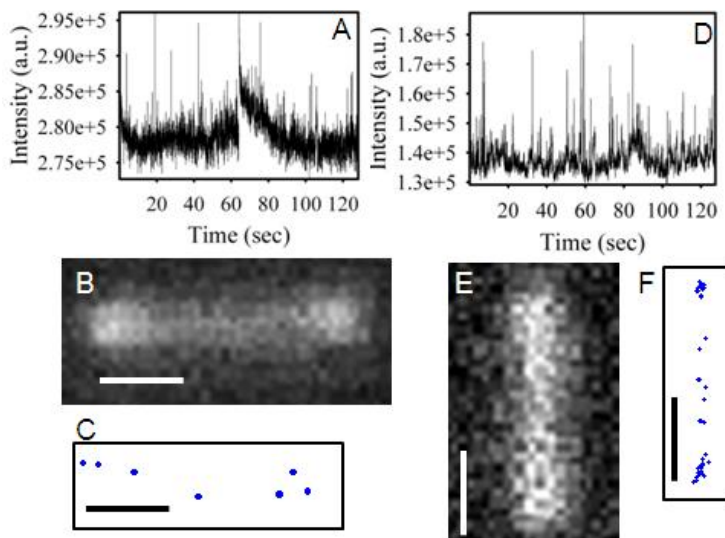 A
2.95e+5
2.90e+5
2.85e+5
2.80e+5
2.75e+5
Intensity (a.u.)
20 40 60 80 100 120
Time (sec)
D
1.8e+5
1.7e+5
1.6e+5
1.5e+5
1.4e+5
1.3e+5
Intensity (a.u.)
20 40 60 80 100 120
Time (sec)
B
C
E
F